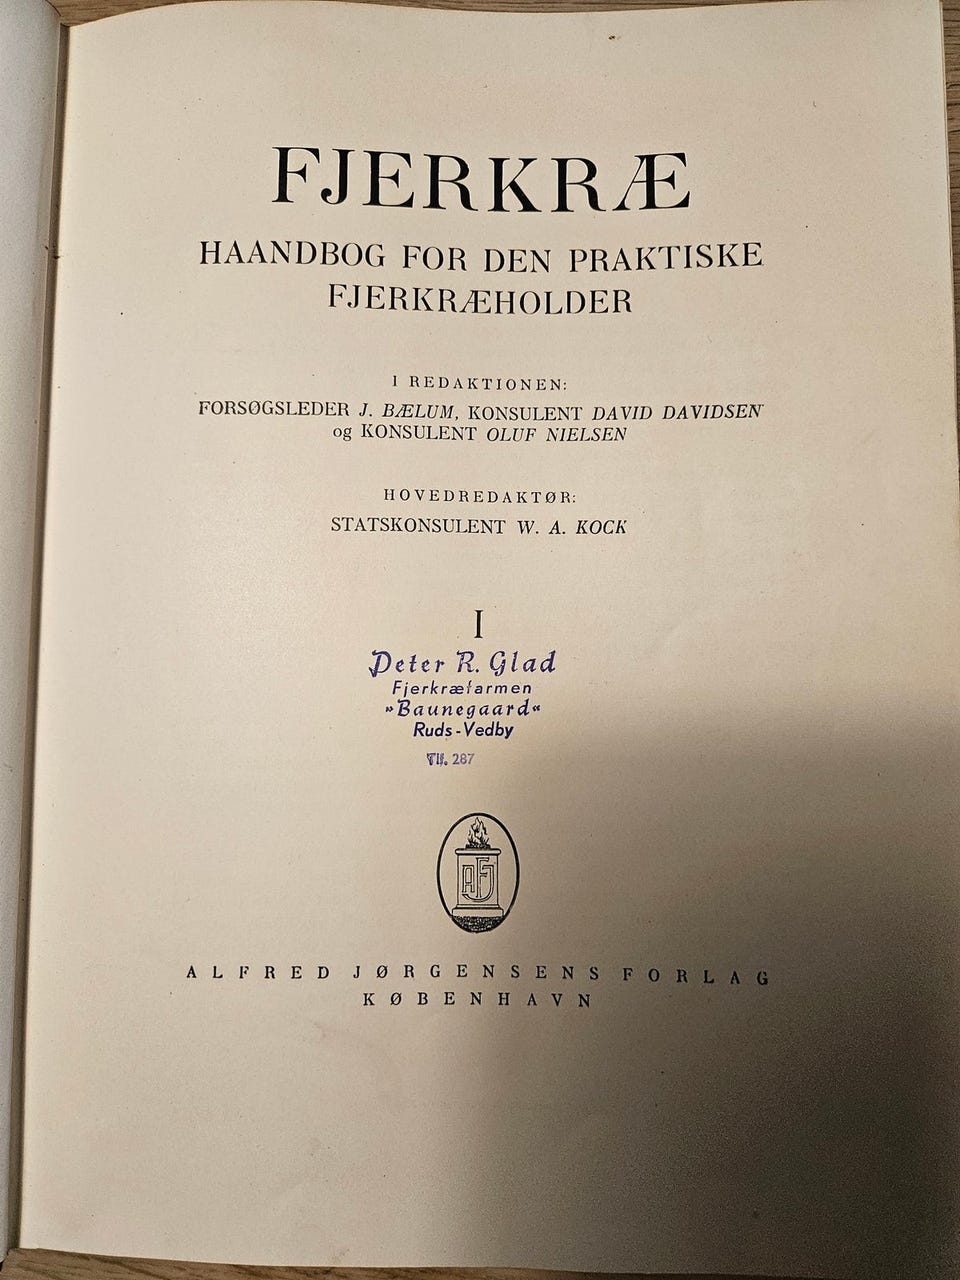 FJERKRÆ
HAANDBOG FOR DEN PRAKTISKE
FJERKRÆHOLDER
I REDAKTIONEN:
FORSØGSLEDER J. BÆLUM, KONSULENT DAVID DAVIDSEN
og KONSULENT OLUF NIELSEN
HOVEDREDAKTØR:
STATSKONSULENT W. A. KOCK
I
Peter R. Glad
Fjerkræfarmen
»Baunegaard«
Ruds-Vedby
Tlf. 287
AFJ
ALFRED JØRGENSENS FORLAG
KØBENHAVN